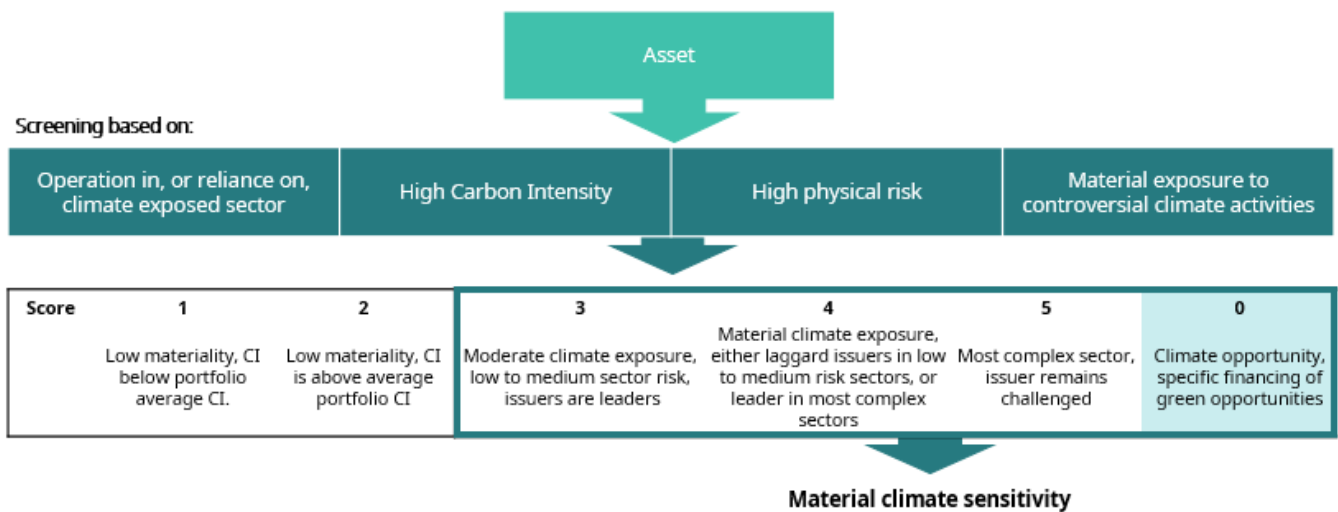 Asset
Screening based on:
Operation in, or reliance on,
climate exposed sector
High Carbon Intensity
High physical risk
Material exposure to
controversial climate activities
Score
1
Low materiality, CI
below portfolio
average CI.
2
Low materiality, CI
is above average
portfolio CI
3
Moderate climate exposure,
low to medium sector risk,
issuers are leaders
4
Material climate exposure,
either laggard issuers in low
to medium risk sectors, or
leader in most complex
sectors
5
Most complex sector,
issuer remains
challenged
0
Climate opportunity,
specific financing of
green opportunities
Material climate sensitivity